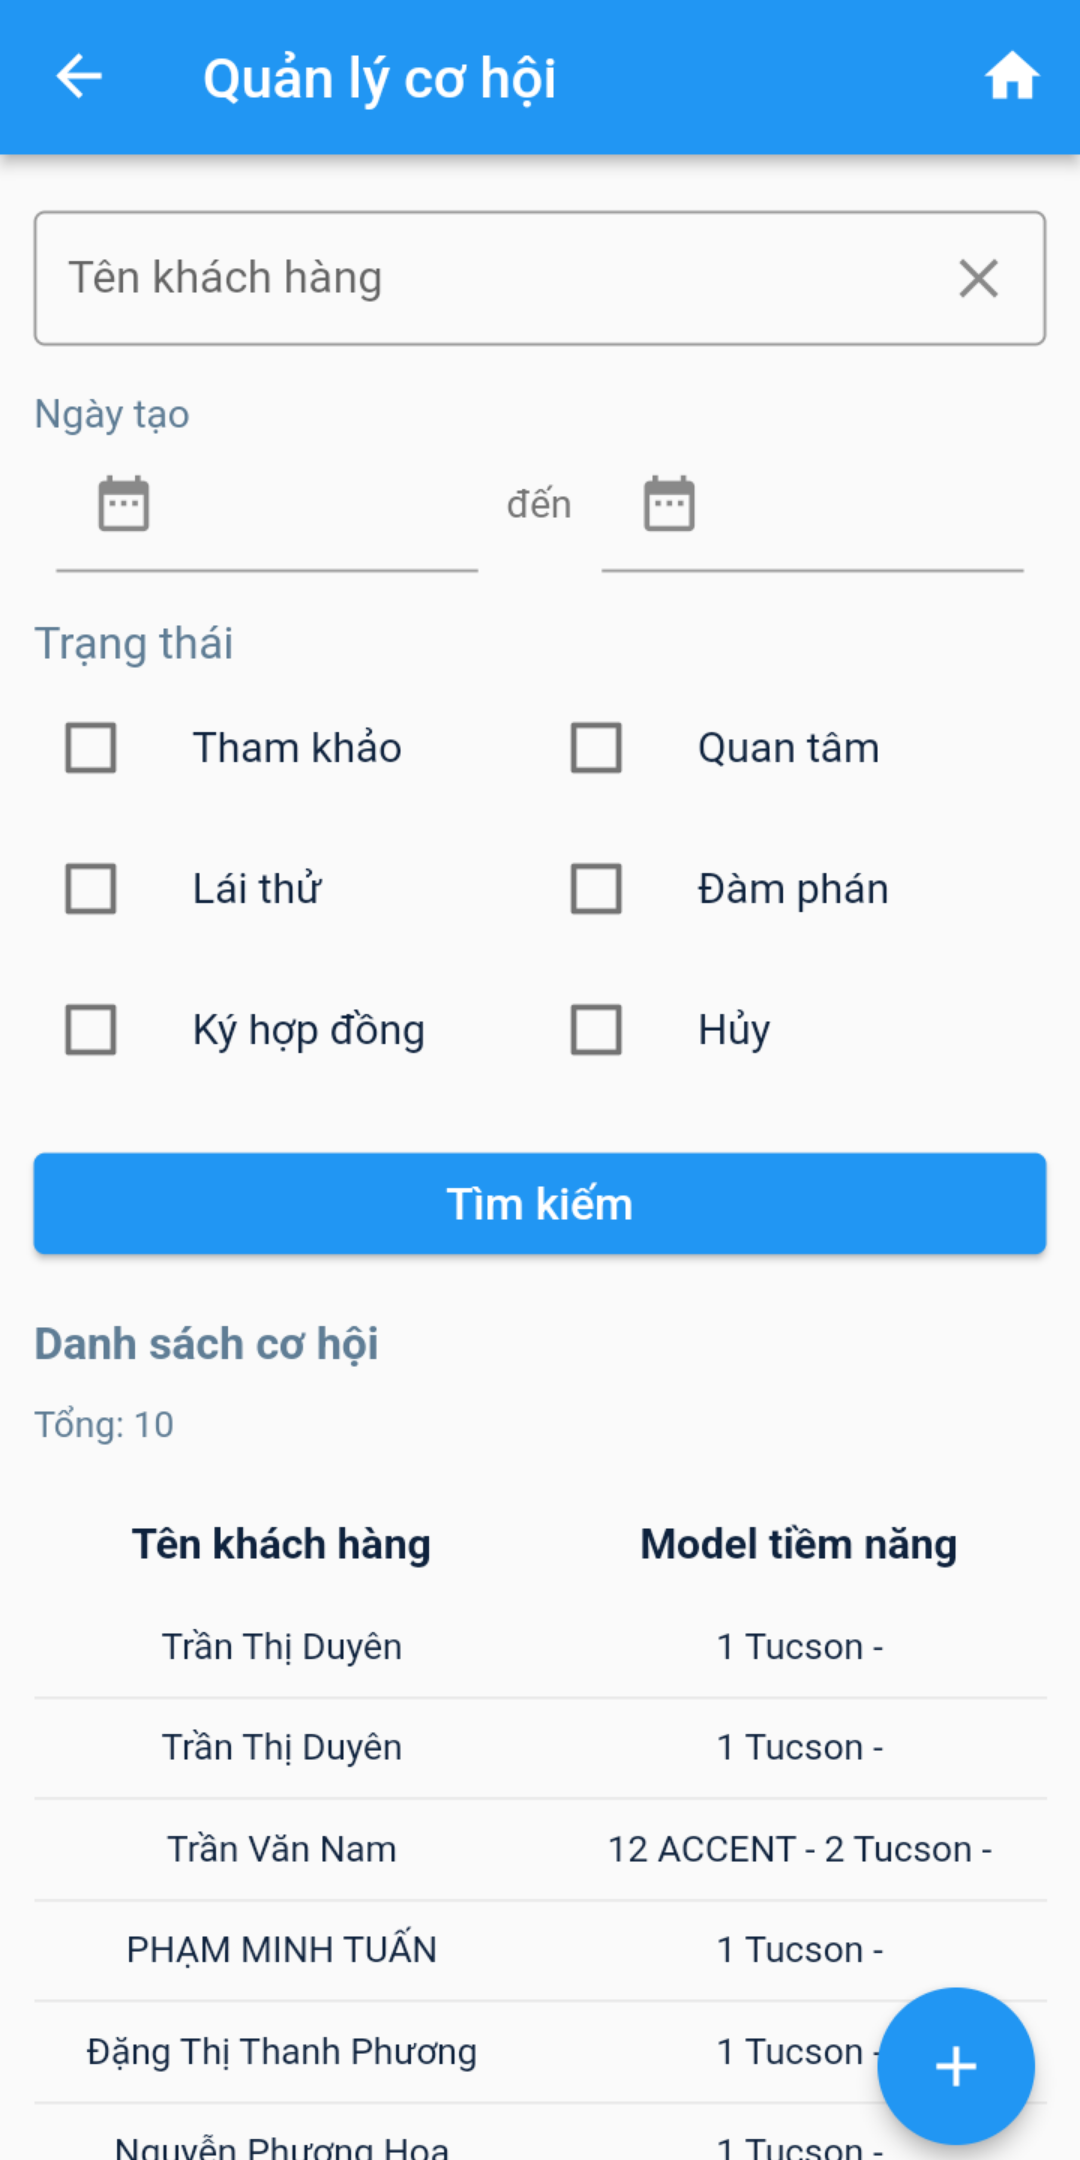 Quản lý cơ hội
Tên khách hàng
Ngày tạo
đến
Trạng thái
Tham khảo Quan tâm
Lái thử Đàm phán
Ký hợp đồng Hủy
Tìm kiếm
Danh sách cơ hội
Tổng: 10
Tên khách hàng Model tiềm năng
Trần Thị Duyên 1 Tucson -
Trần Thị Duyên 1 Tucson -
Trần Văn Nam 12 ACCENT - 2 Tucson -
PHẠM MINH TUẤN 1 Tucson -
Đặng Thị Thanh Phương 1 Tucson -
Nguyễn Phương Hoa 1 Tucson -